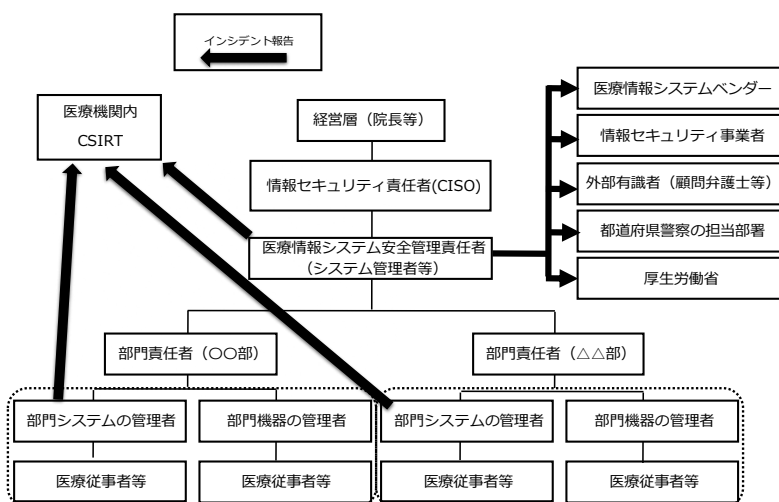 インシデント報告
医療機関内
CSIRT
経営層（院長等）
情報セキュリティ責任者(CISO)
医療情報システム安全管理責任者
（システム管理者等）
医療情報システムベンダー
情報セキュリティ事業者
外部有識者（顧問弁護士等）
都道府県警察の担当部署
厚生労働省
部門責任者（〇〇部）
部門責任者（△△部）
部門システムの管理者
部門機器の管理者
部門システムの管理者
部門機器の管理者
医療従事者等
医療従事者等
医療従事者等
医療従事者等